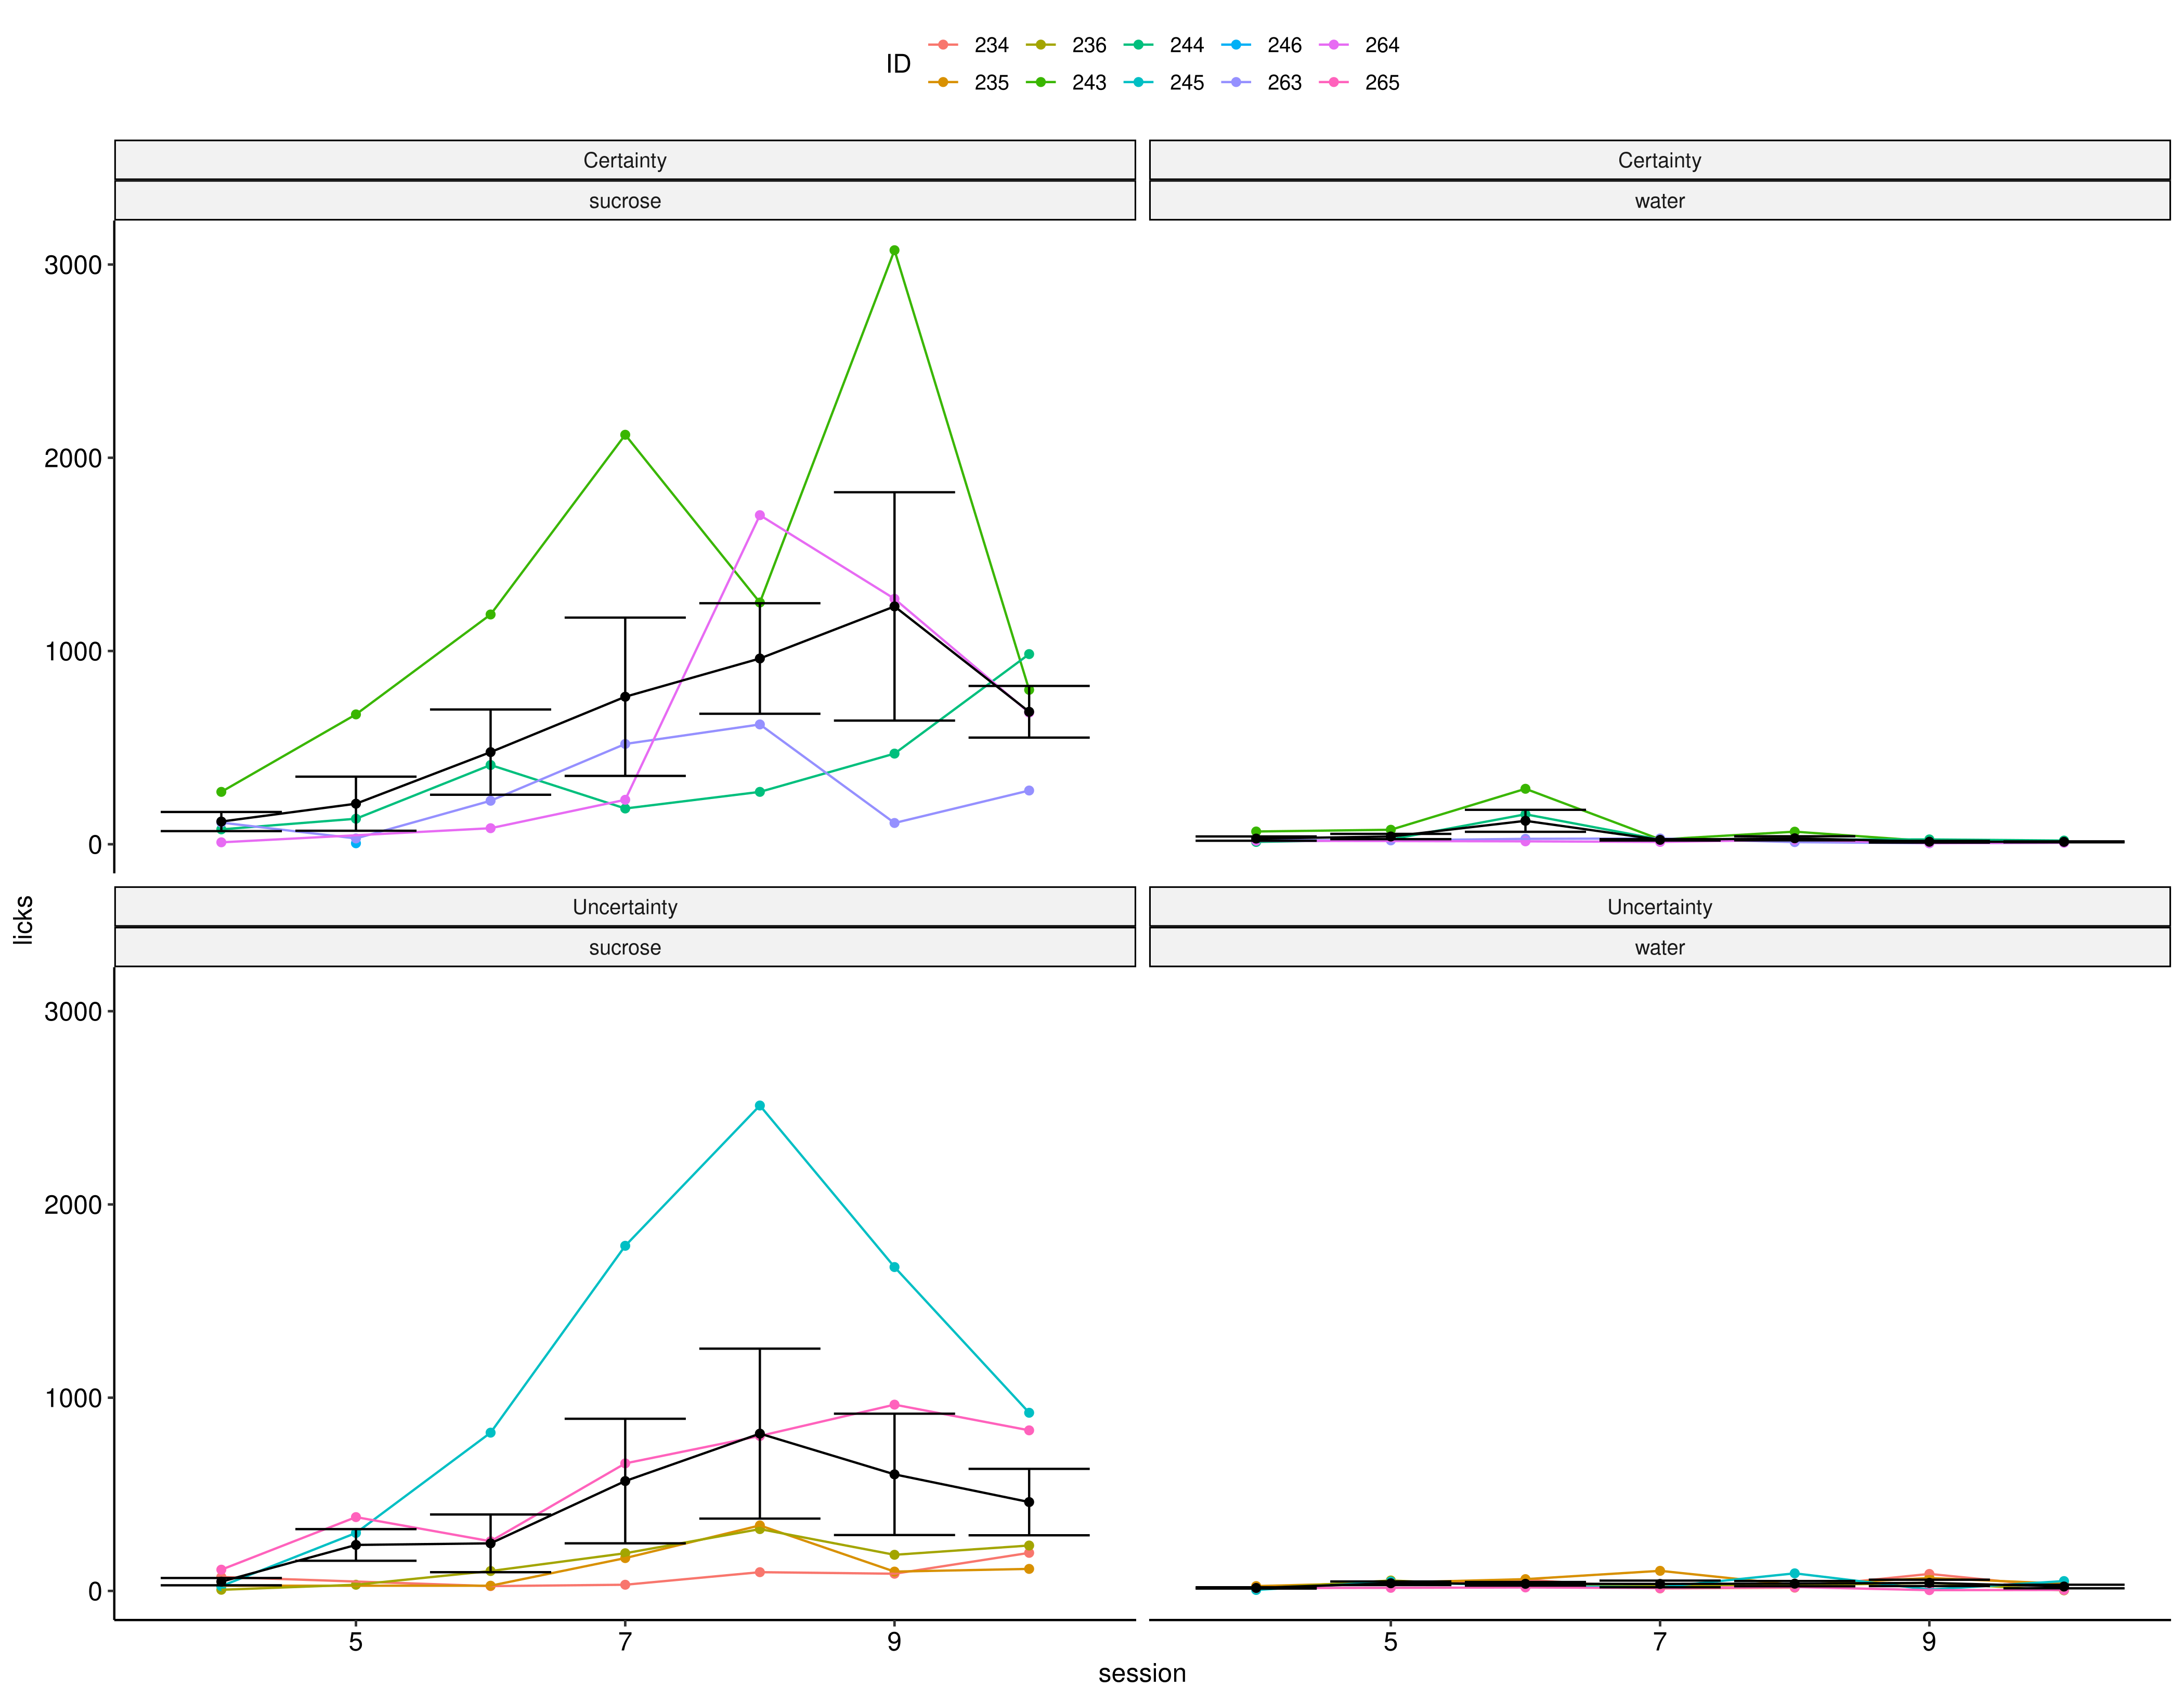 ID
234 236 244 246 264
235 243 245 263 265
Certainty
sucrose
Certainty
water
3000
2000
1000
0
Uncertainty
sucrose
Uncertainty
water
3000
2000
1000
0
licks
5 7 9
5 7 9
session